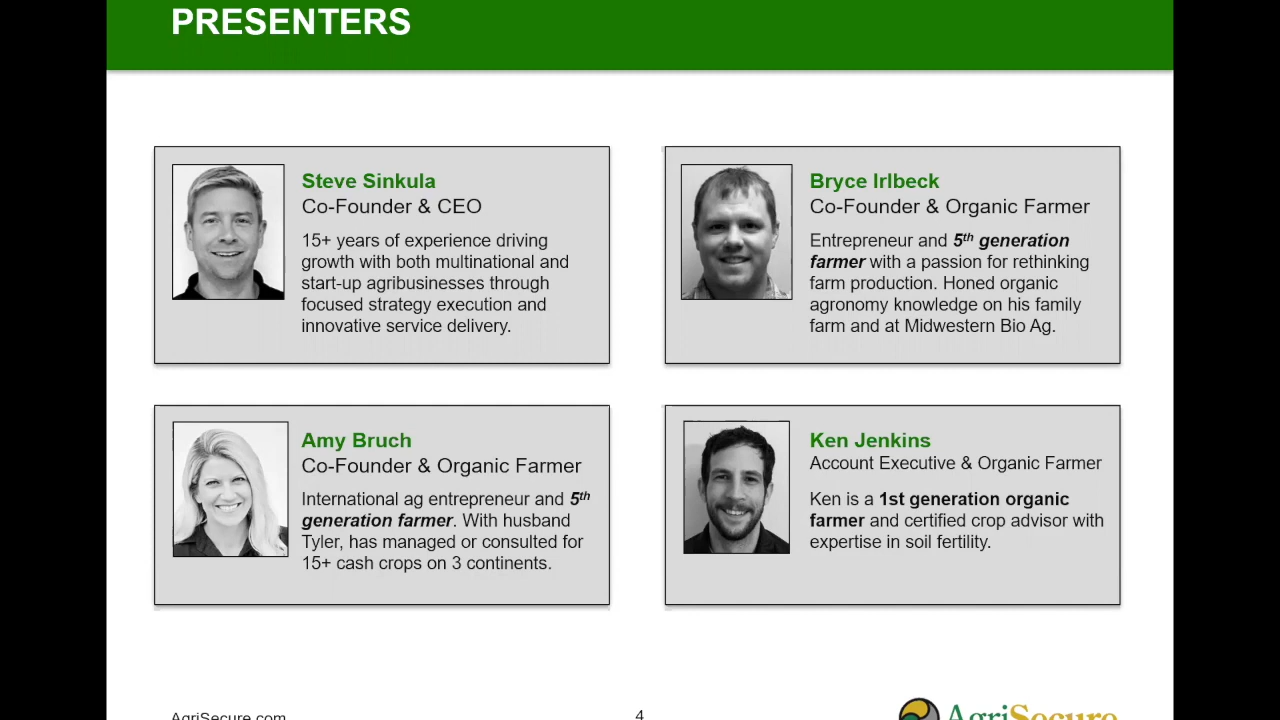 PRESENTERS
Steve Sinkula
Co-Founder & CEO
15+ years of experience driving
growth with both multinational and
start-up agribusinesses through
focused strategy execution and
innovative service delivery.
Bryce Irlbeck
Co-Founder & Organic Farmer
Entrepreneur and 5th generation
farmer with a passion for rethinking
farm production. Honed organic
agronomy knowledge on his family
farm and at Midwestern Bio Ag.
Amy Bruch
Co-Founder & Organic Farmer
International ag entrepreneur and 5th
generation farmer. With husband
Tyler, has managed or consulted for
15+ cash crops on 3 continents.
Ken Jenkins
Account Executive & Organic Farmer
Ken is a 1st generation organic
farmer and certified crop advisor with
expertise in soil fertility.
AgriSecure.com
4
AgriSecure